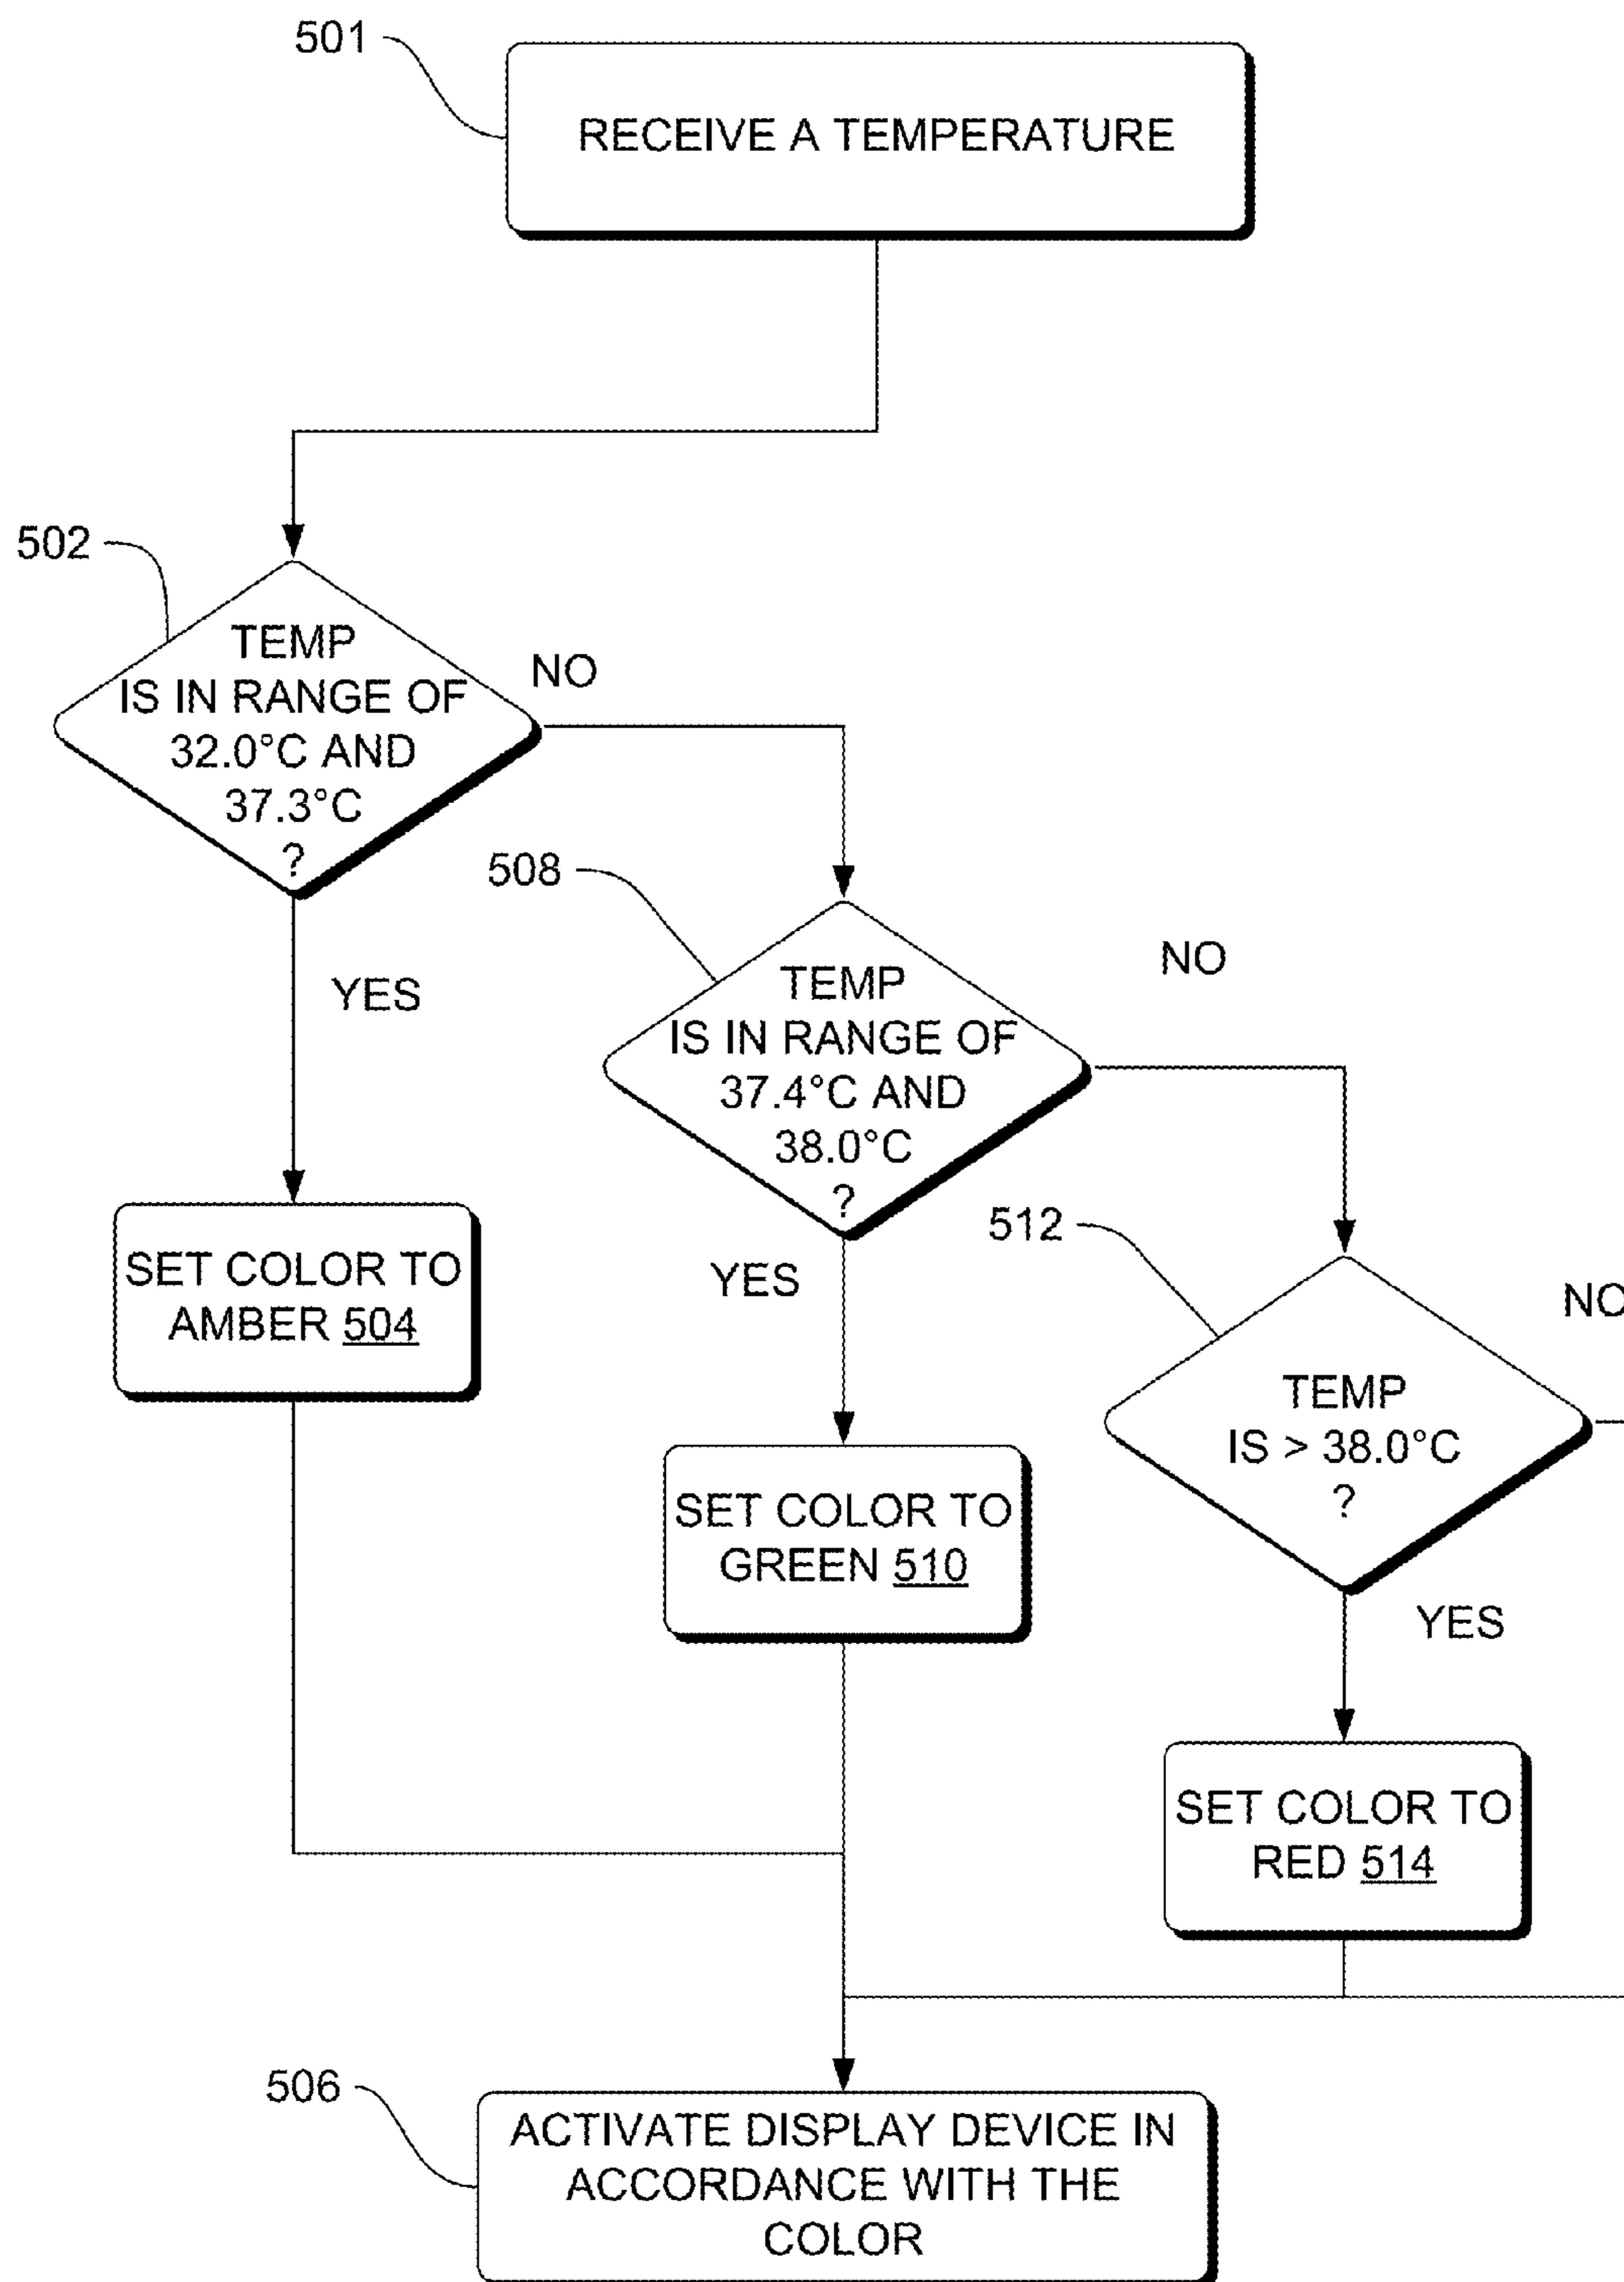 501
RECEIVE A TEMPERATURE
502
TEMP
IS IN RANGE OF
32.0°C AND
37.3°C
?
NO
YES
508
TEMP
IS IN RANGE OF
37.4°C AND
38.0°C
?
NO
YES
SET COLOR TO
AMBER 504
512
TEMP
IS > 38.0°C
?
NO
YES
SET COLOR TO
GREEN 510
SET COLOR TO
RED 514
506
ACTIVATE DISPLAY DEVICE IN
ACCORDANCE WITH THE
COLOR